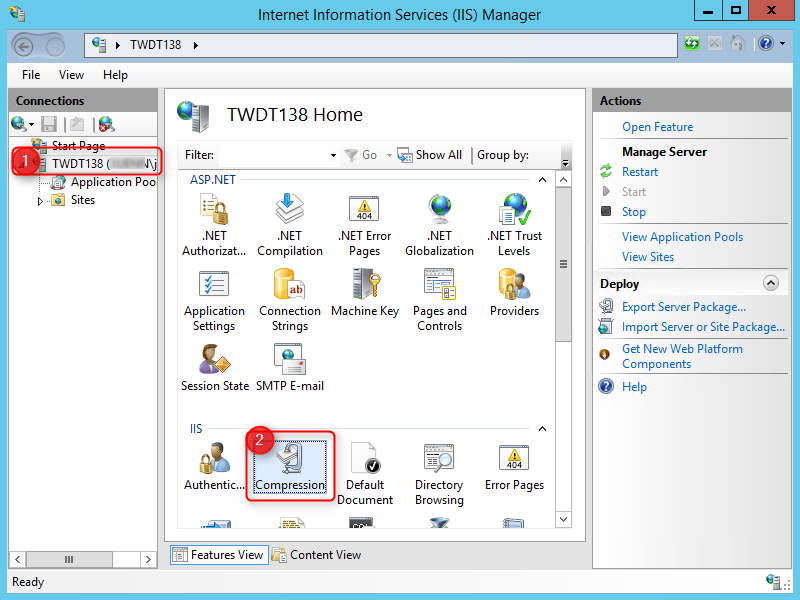 Internet Information Services (IIS) Manager
TWDT138
File View Help
Connections
Start Page
1
TWDT138 (
Application Poo
Sites
TWDT138 Home
Filter: Go Show All Group by:
ASP.NET
.NET Authorizat...
.NET Compilation
404
.NET Error Pages
.NET Globalization
.NET Trust Levels
Application Settings
ab
Connection Strings
Machine Key
Pages and Controls
Providers
Session State
SMTP E-mail
IIS
Authentic...
2
Compression
Default Document
Directory Browsing
404
Error Pages
Features View Content View
Actions
Open Feature
Manage Server
Restart
Start
Stop
View Application Pools
View Sites
Deploy
Export Server Package...
Import Server or Site Package...
Get New Web Platform
Components
Help
Ready